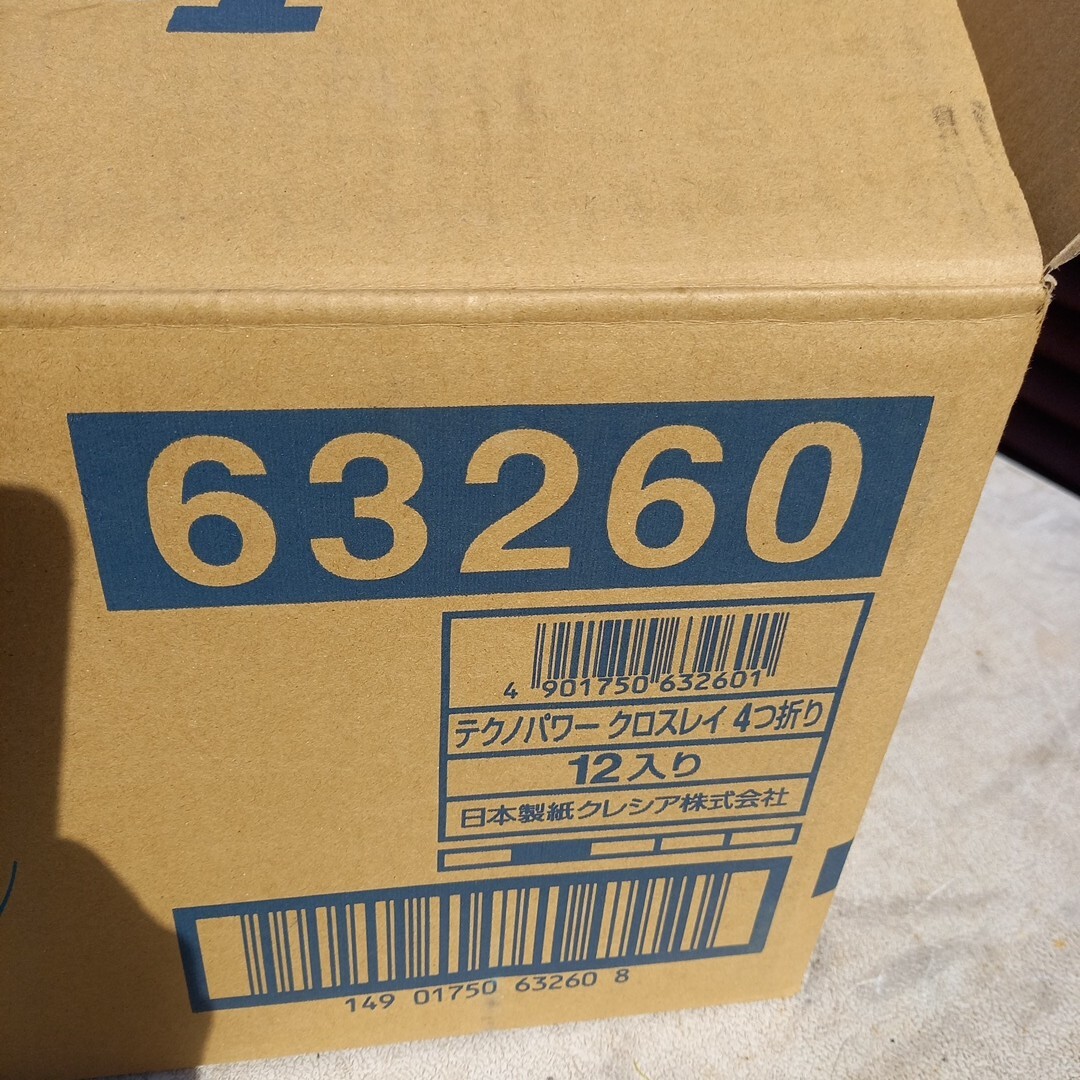 63260
4 901750 632601
テクノパワー クロスレイ 4つ折り
12入り
日本製紙クレシア株式会社
149 01750 63260 8